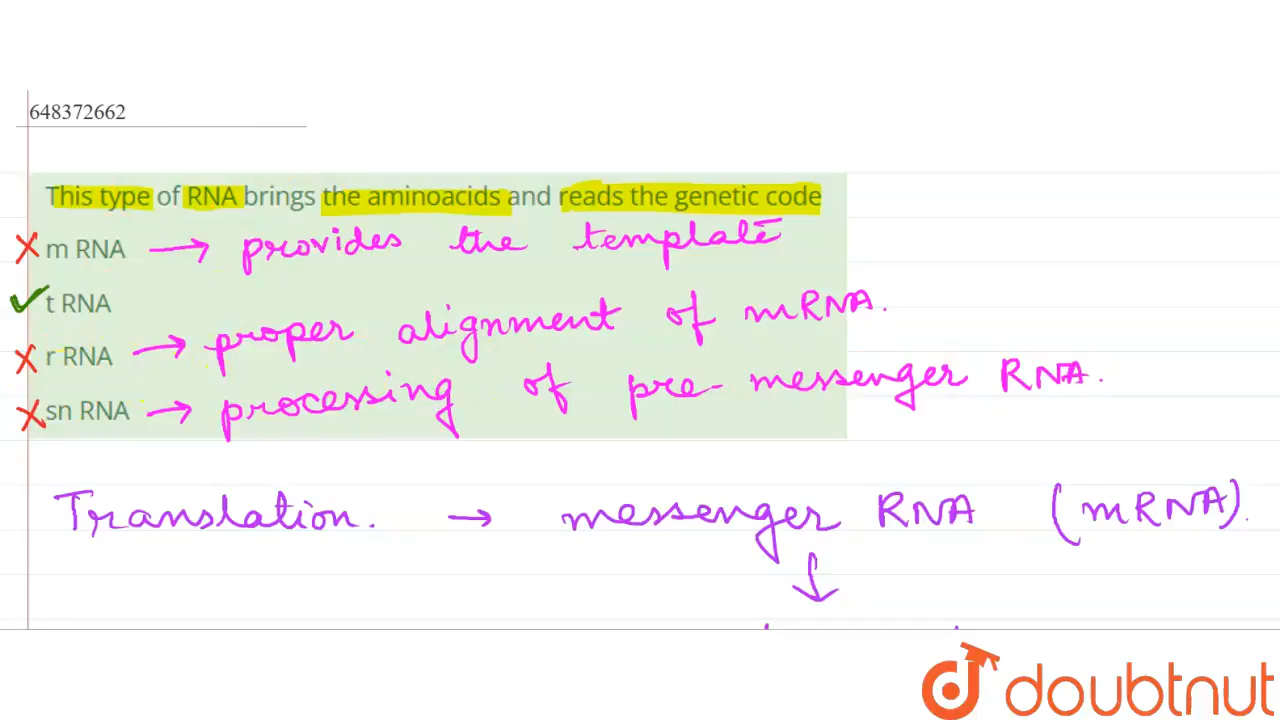 648372662
This type of RNA brings the aminoacids and reads the genetic code
m RNA → provides the template
t RNA
r RNA → proper alignment of mRNA.
sn RNA → processing of pre-messenger RNA.
Translation. → messenger RNA (mRNA).
↓
doubtnut